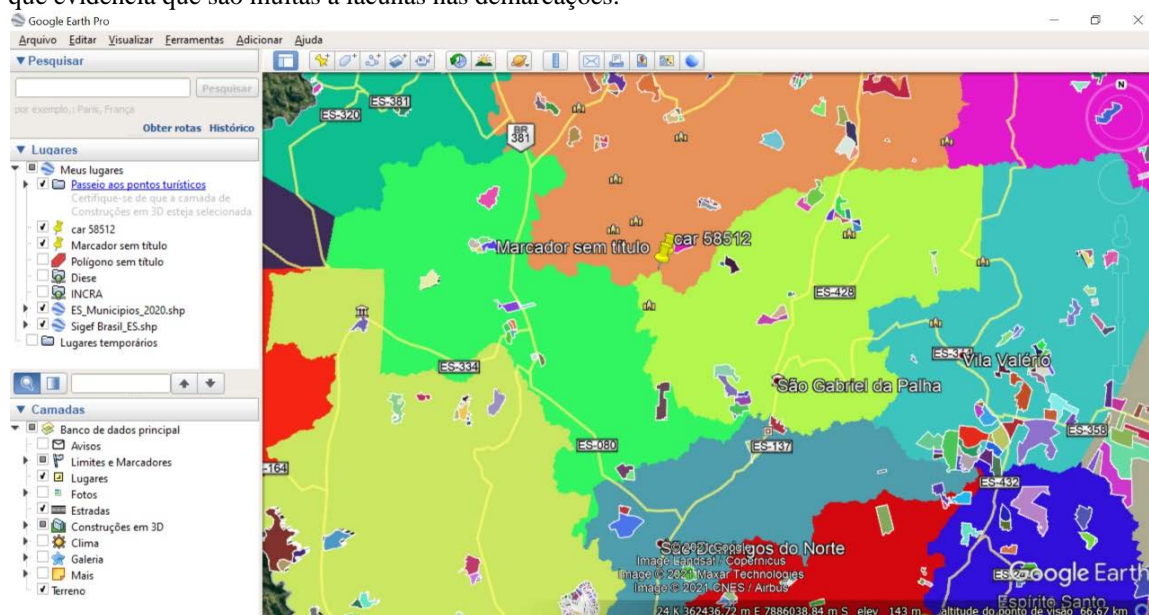 que evidencia que são muitas a lacunas nas demarcações.
Google Earth Pro
Arquivo Editar Visualizar Ferramentas Adicionar Ajuda
Pesquisar
Pesquisar
por exemplo,: Paris, França
Obter rotas Histórico
Lugares
Meus lugares
Passeio aos pontos turísticos
Certifique-se de que a camada de
Construções em 3D esteja selecionada
car 58512
Marcador sem título
Polígono sem título
Diese
INCRA
ES_Municipios_2020.shp
Sigef Brasil_ES.shp
Lugares temporários
Camadas
Banco de dados principal
Avisos
Limites e Marcadores
Lugares
Fotos
Estradas
Construções em 3D
Clima
Galeria
Mais
Terreno
N
ES-381
ES-320
BR
381
Marcador sem título
car 58512
ES-428
ES-334
Vila Valério
São Gabriel da Palha
ES-358
ES-080
ES-137
-164
ES-432
São Domingos do Norte
Image Landsat / Copernicus
Image © 2021 Maxar Technologies
Image © 2021 CNES / Airbus
Google Earth
Espírito Santo
24 K 362436,72 m E 7886038,84 m S elev 143 m altitude do ponto de visão 66,67 km